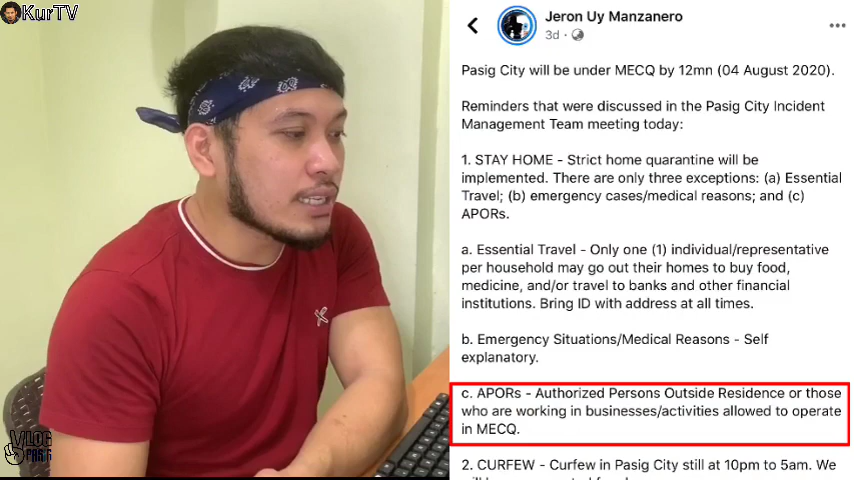 KurTV
Jeron Uy Manzanero
3d
Pasig City will be under MECQ by 12mn (04 August 2020).
Reminders that were discussed in the Pasig City Incident
Management Team meeting today:
1. STAY HOME - Strict home quarantine will be
implemented. There are only three exceptions: (a) Essential
Travel; (b) emergency cases/medical reasons; and (c)
APORs.
a. Essential Travel - Only one (1) individual/representative
per household may go out their homes to buy food,
medicine, and/or travel to banks and other financial
institutions. Bring ID with address at all times.
b. Emergency Situations/Medical Reasons - Self
explanatory.
c. APORs - Authorized Persons Outside Residence or those
who are working in businesses/activities allowed to operate
in MECQ.
2. CURFEW - Curfew in Pasig City still at 10pm to 5am. We
VLOG
PASIG